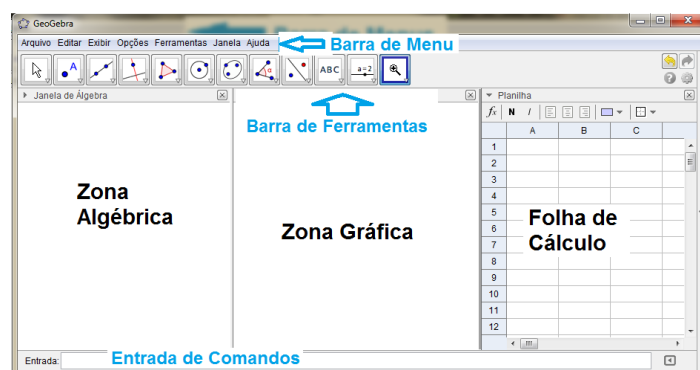 GeoGebra
Arquivo Editar Exibir Opções Ferramentas Janela Ajuda
Barra de Menu
A
α
ABC
a=2
Barra de Ferramentas
Janela de Álgebra
Planilha
fx N I
A B C
1
2
3
4
5
6
7
8
9
10
11
12
Zona
Algébrica
Zona Gráfica
Folha de
Cálculo
Entrada:
Entrada de Comandos